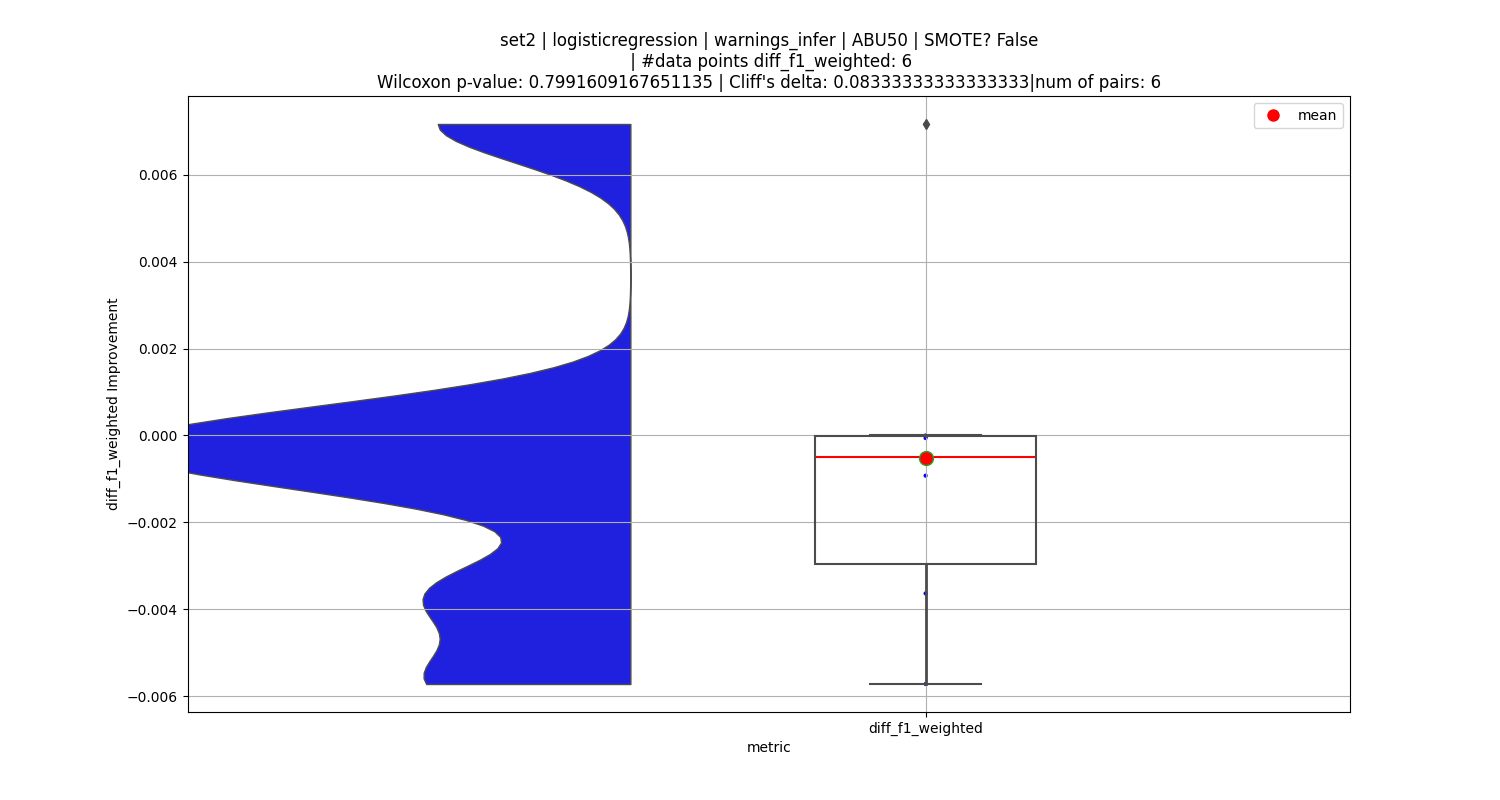 set2 | logisticregression | warnings_infer | ABU50 | SMOTE? False
| #data points diff_f1_weighted: 6
Wilcoxon p-value: 0.7991609167651135 | Cliff's delta: 0.08333333333333333|num of pairs: 6
mean
0.006
0.004
0.002
0.000
−0.002
−0.004
−0.006
diff_f1_weighted Improvement
diff_f1_weighted
metric